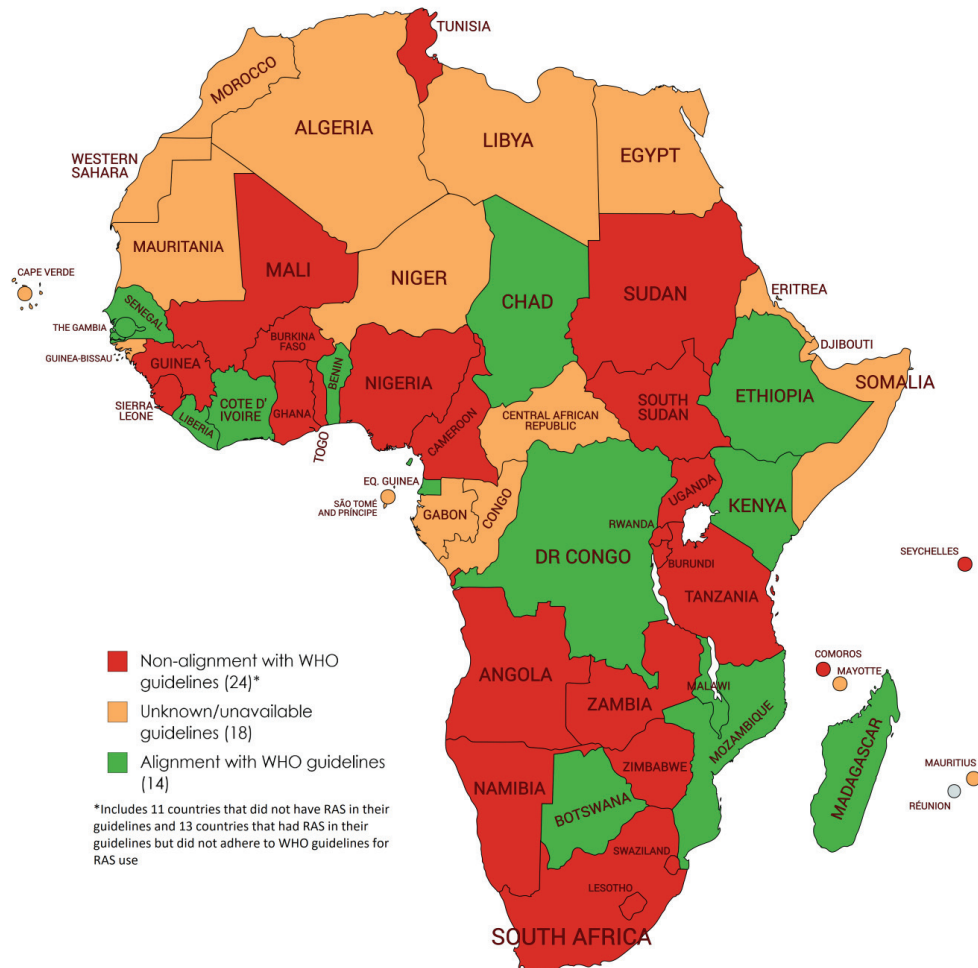 TUNISIA
MOROCCO
ALGERIA
LIBYA
EGYPT
WESTERN
SAHARA
MAURITANIA
MALI
NIGER
CHAD
SUDAN
ERITREA
CAPE VERDE
SENEGAL
THE GAMBIA
GUINEA-BISSAU
GUINEA
BURKINA
FASO
BENIN
NIGERIA
DJIBOUTI
SOMALIA
ETHIOPIA
SOUTH
SUDAN
CENTRAL AFRICAN
REPUBLIC
CAMEROON
SIERRA
LEONE
LIBERIA
COTE D'
IVOIRE
GHANA
TOGO
EQ. GUINEA
SÃO TOMÉ
AND PRÍNCIPE
GABON
CONGO
UGANDA
KENYA
RWANDA
DR CONGO
BURUNDI
TANZANIA
SEYCHELLES
COMOROS
MAYOTTE
ANGOLA
ZAMBIA
MALAWI
MOZAMBIQUE
MADAGASCAR
MAURITIUS
RÉUNION
NAMIBIA
ZIMBABWE
BOTSWANA
SWAZILAND
LESOTHO
SOUTH AFRICA
Non-alignment with WHO
guidelines (24)*
Unknown/unavailable
guidelines (18)
Alignment with WHO guidelines
(14)
*Includes 11 countries that did not have RAS in their
guidelines and 13 countries that had RAS in their
guidelines but did not adhere to WHO guidelines for
RAS use